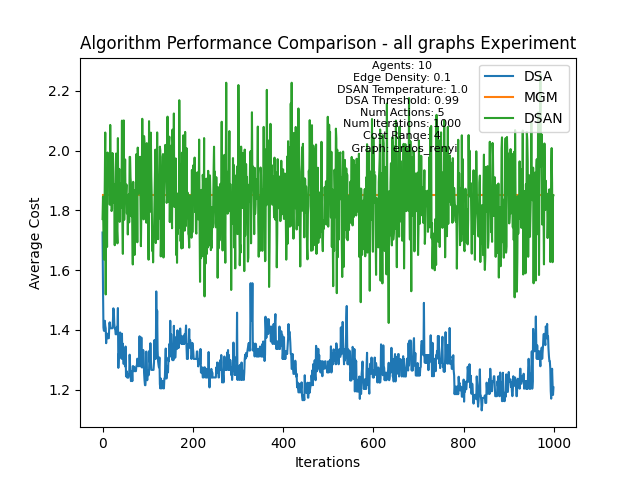 Algorithm Performance Comparison - all graphs Experiment
Agents: 10
Edge Density: 0.1
DSAN Temperature: 1.0
DSA Threshold: 0.99
Num Actions: 5
Num Iterations: 1000
Cost Range: 4
Graph: erdos_renyi
DSA
MGM
DSAN
Average Cost
2.2
2.0
1.8
1.6
1.4
1.2
0
200
400
600
800
1000
Iterations